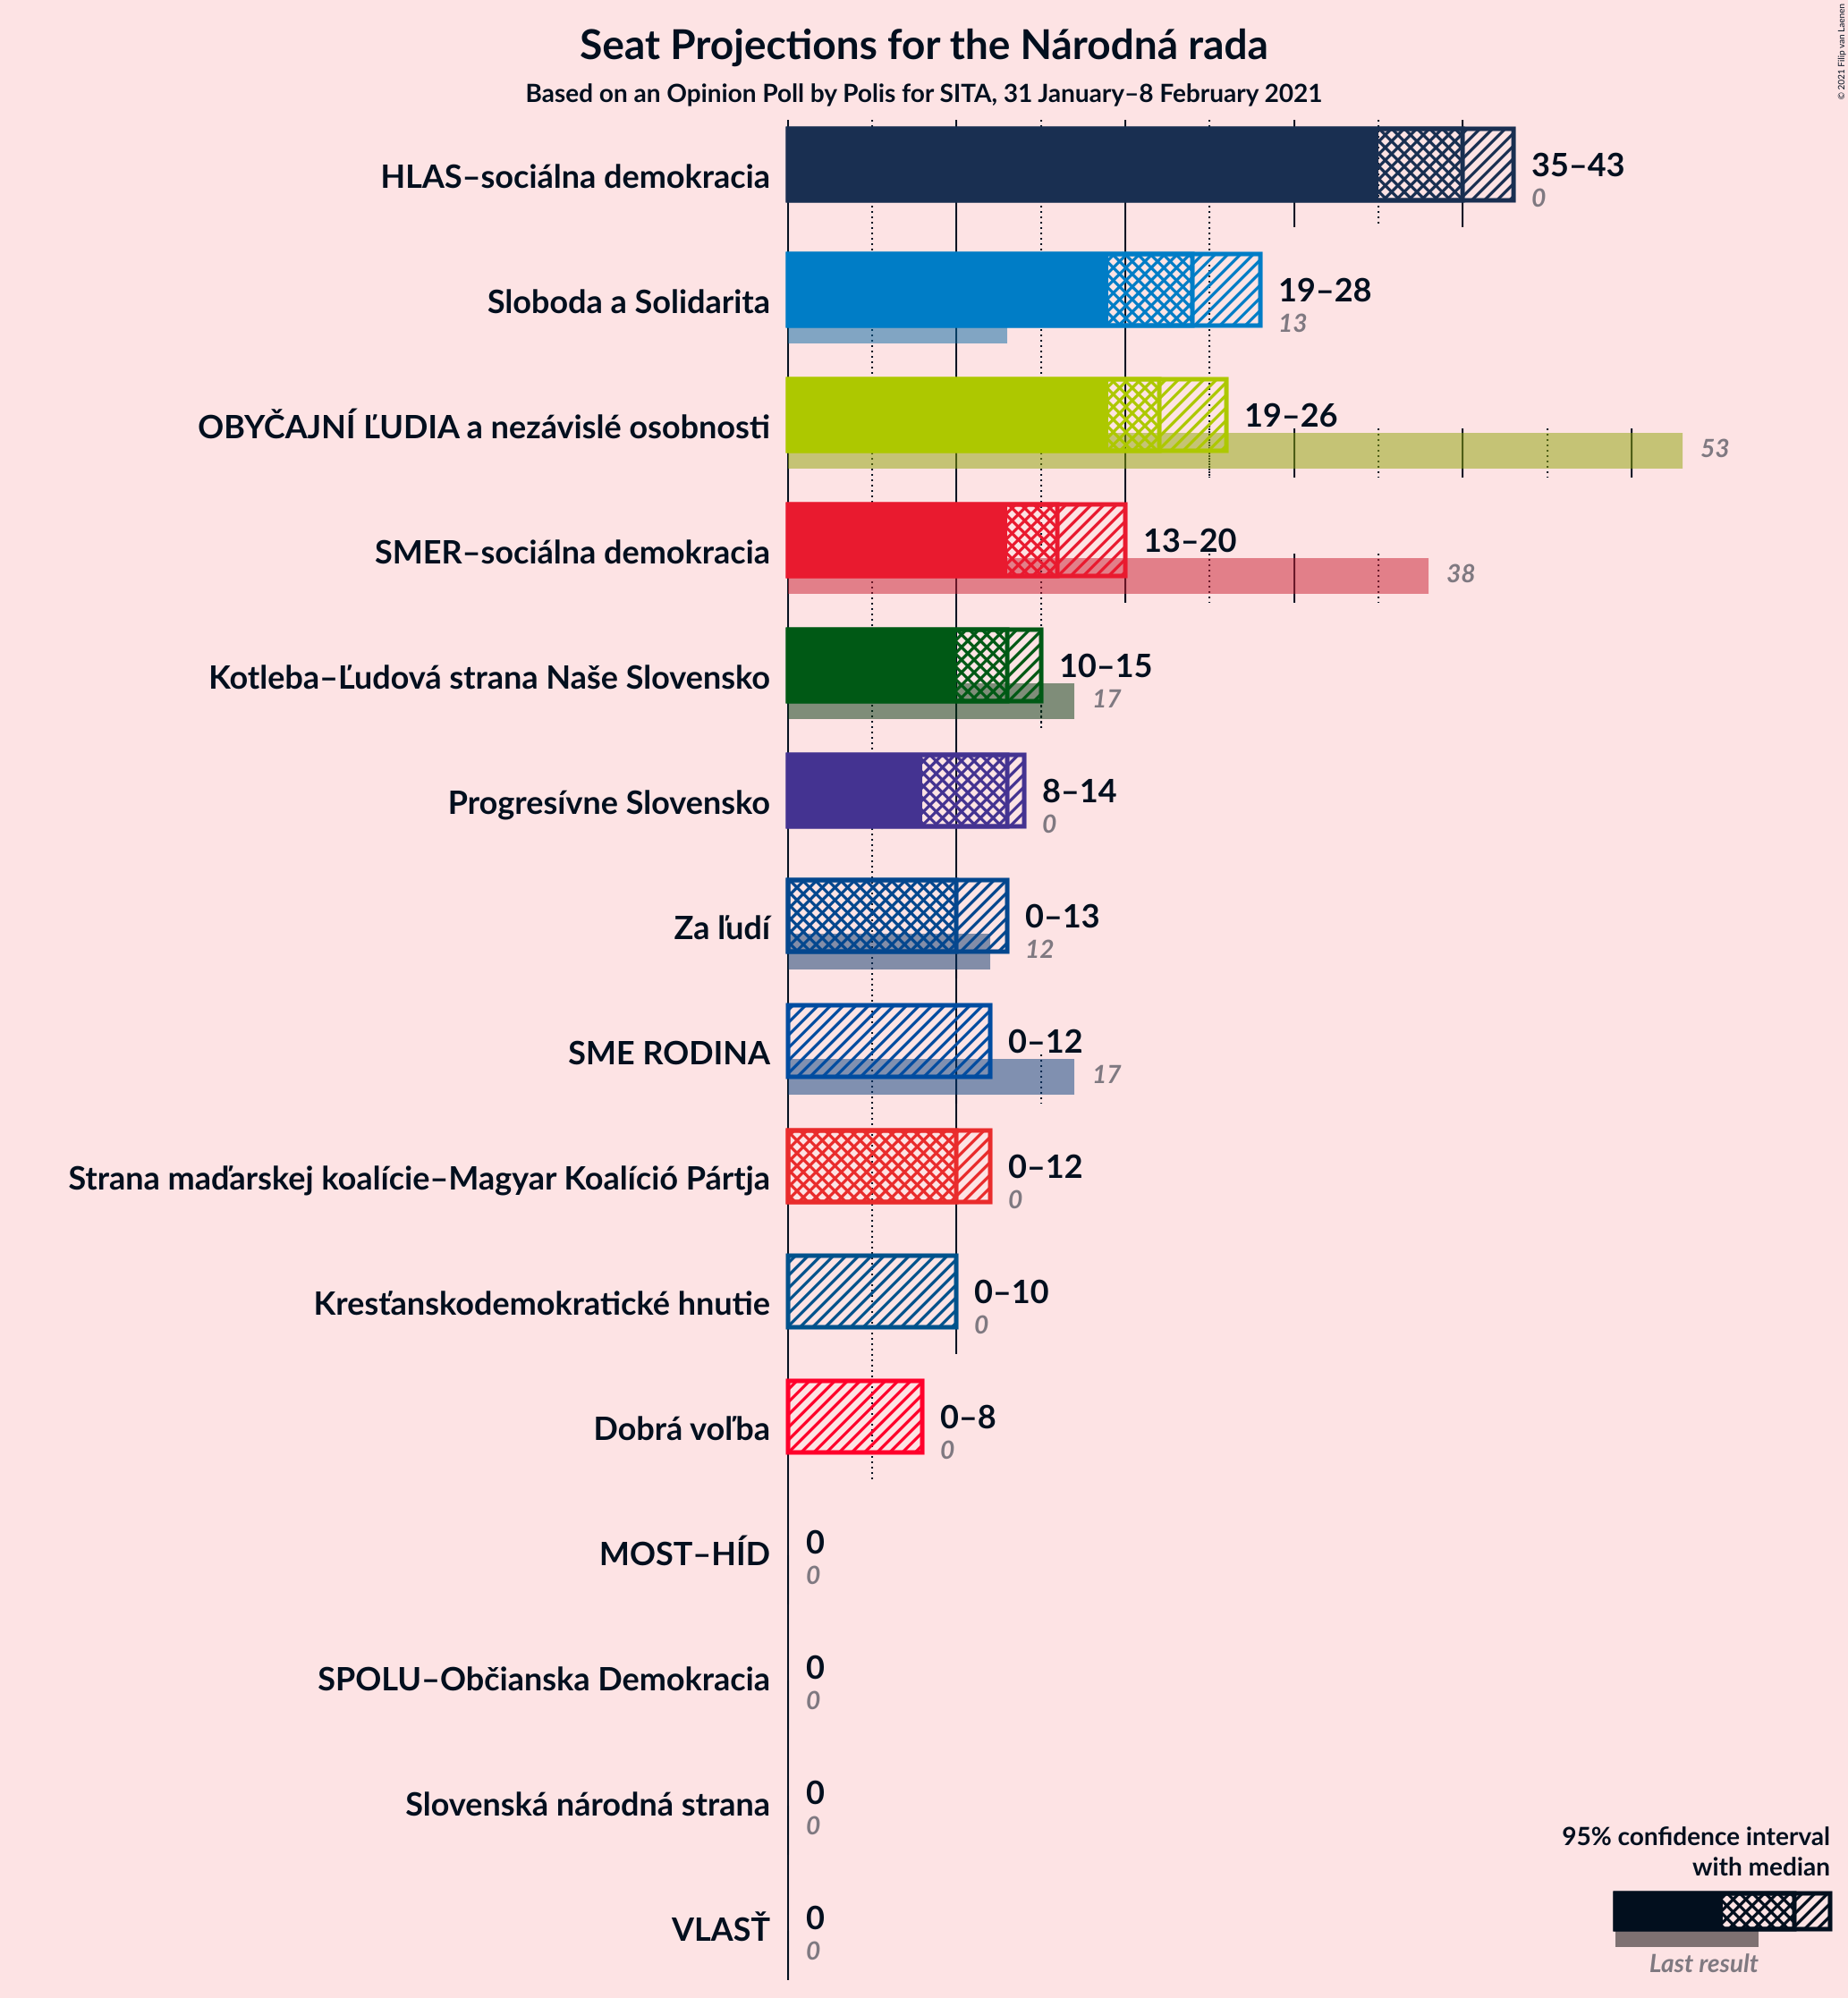 © 2021 Filip van Laenen
Seat Projections for the Národná rada
Based on an Opinion Poll by Polis for SITA, 31 January–8 February 2021
HLAS–sociálna demokracia
35–43
0
Sloboda a Solidarita
19–28
13
OBYČAJNÍ ĽUDIA a nezávislé osobnosti
19–26
53
SMER–sociálna demokracia
13–20
38
Kotleba–Ľudová strana Naše Slovensko
10–15
17
Progresívne Slovensko
8–14
0
Za ľudí
0–13
12
SME RODINA
0–12
17
Strana maďarskej koalície–Magyar Koalíció Pártja
0–12
0
Kresťanskodemokratické hnutie
0–10
0
Dobrá voľba
0–8
0
MOST–HÍD
0
0
SPOLU–Občianska Demokracia
0
0
Slovenská národná strana
0
0
VLASŤ
0
0
95% confidence interval
with median
Last result